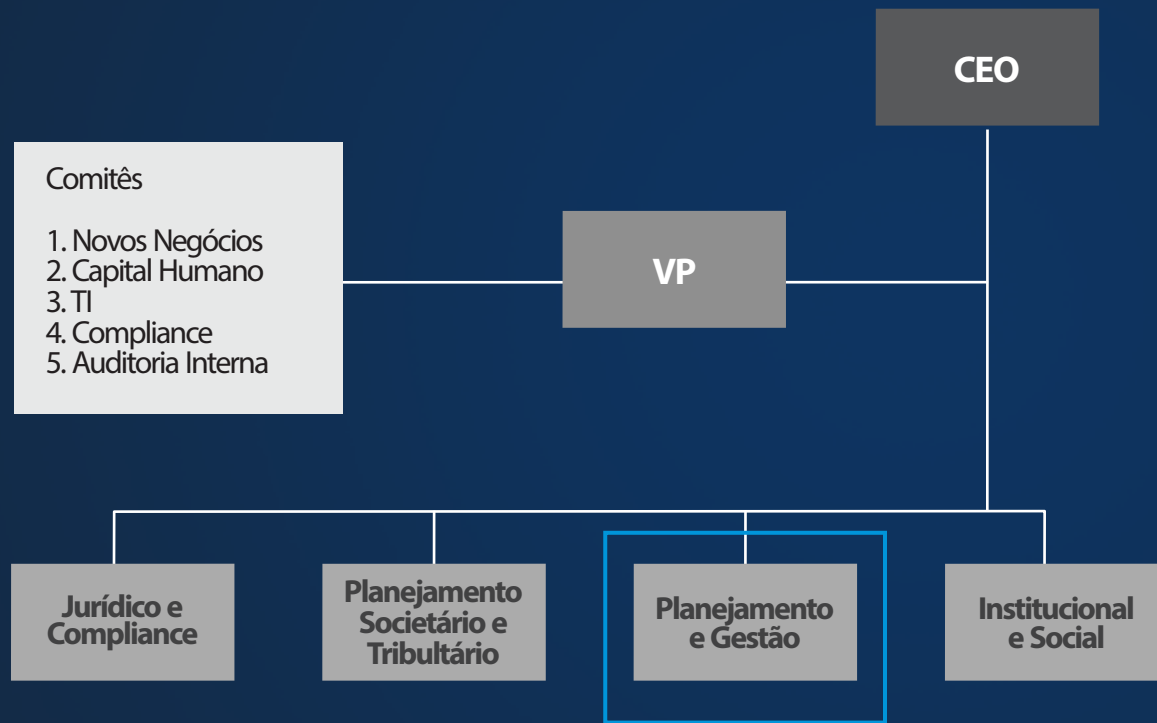 CEO
Comitês
1. Novos Negócios
2. Capital Humano
3. TI
4. Compliance
5. Auditoria Interna
VP
Jurídico e
Compliance
Planejamento
Societário e
Tribultário
Planejamento
e Gestão
Institucional
e Social